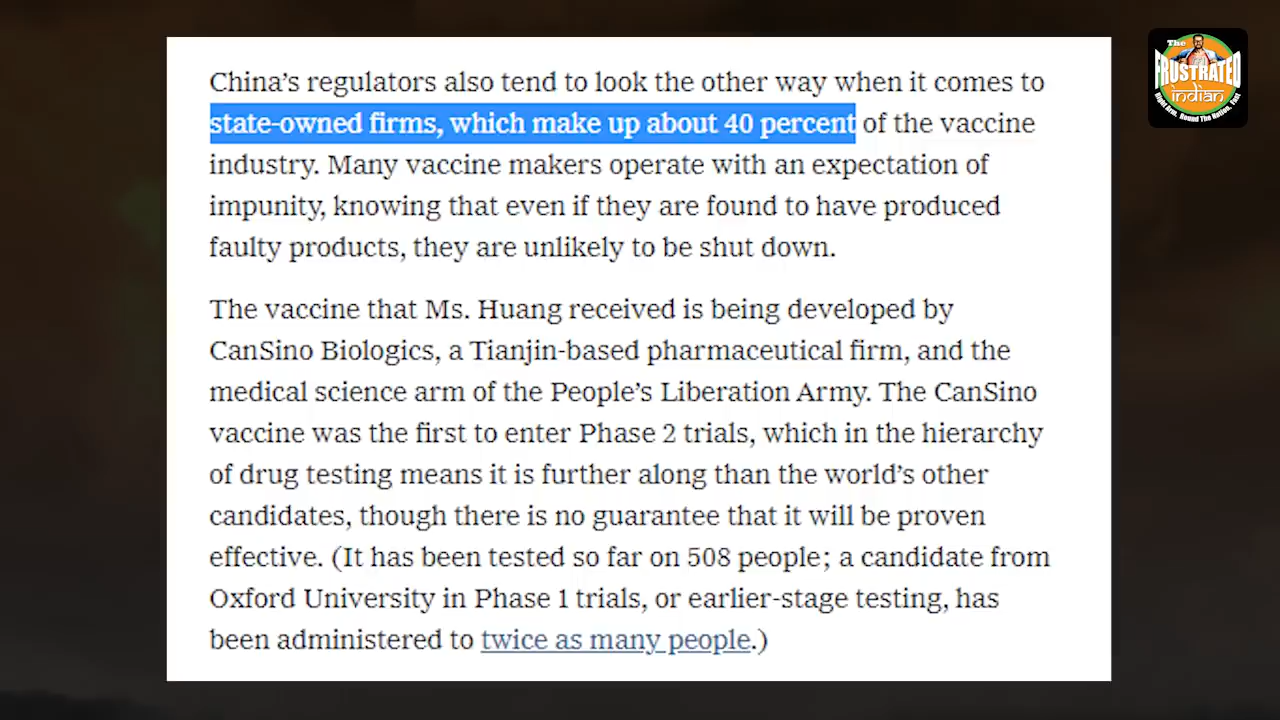 China’s regulators also tend to look the other way when it comes to
state-owned firms, which make up about 40 percent of the vaccine
industry. Many vaccine makers operate with an expectation of
impunity, knowing that even if they are found to have produced
faulty products, they are unlikely to be shut down.
The vaccine that Ms. Huang received is being developed by
CanSino Biologics, a Tianjin-based pharmaceutical firm, and the
medical science arm of the People’s Liberation Army. The CanSino
vaccine was the first to enter Phase 2 trials, which in the hierarchy
of drug testing means it is further along than the world’s other
candidates, though there is no guarantee that it will be proven
effective. (It has been tested so far on 508 people; a candidate from
Oxford University in Phase 1 trials, or earlier-stage testing, has
been administered to twice as many people.)
The
FRUSTRATED
indian
Right Arm, Round The Nation, Fast